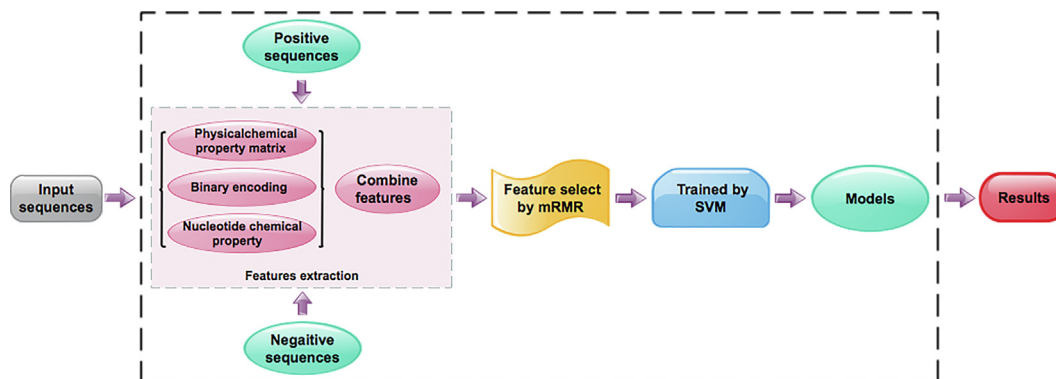 Positive
sequences
Input
sequences
Physicalchemical
property matrix
Binary encoding
Nucleotide chemical
property
Combine
features
Features extraction
Feature select
by mRMR
Trained by
SVM
Models
Results
Negaitive
sequences